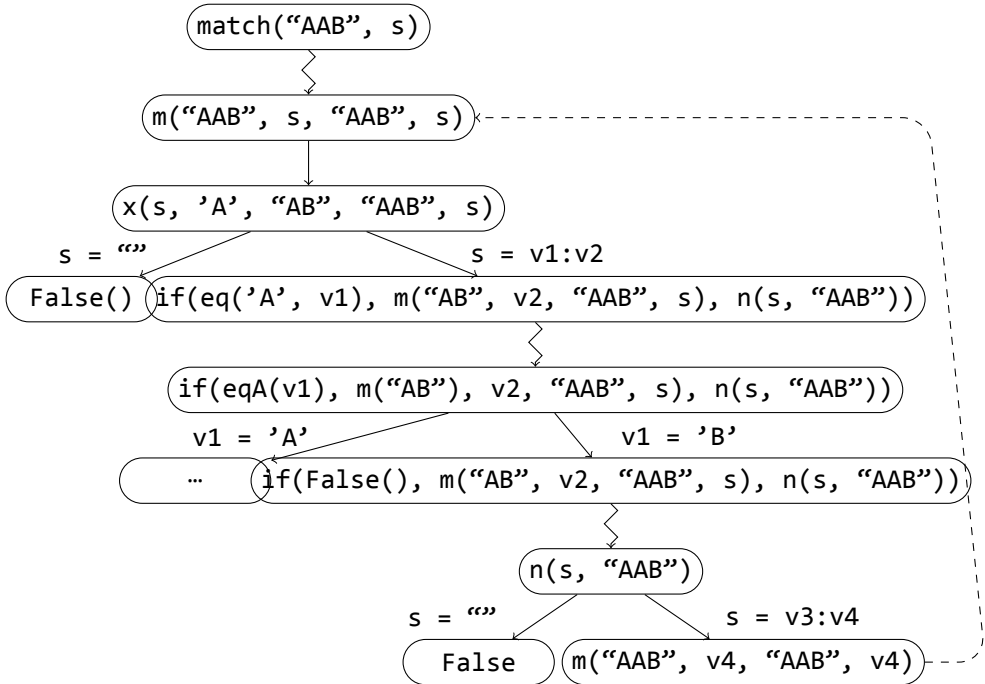 match(“AAB”, s)
m(“AAB”, s, “AAB”, s)
x(s, ’A’, “AB”, “AAB”, s)
s = “”
s = v1:v2
False()
if(eq(’A’, v1), m(“AB”, v2, “AAB”, s), n(s, “AAB”))
if(eqA(v1), m(“AB”), v2, “AAB”, s), n(s, “AAB”))
v1 = ’A’
v1 = ’B’
…
if(False(), m(“AB”, v2, “AAB”, s), n(s, “AAB”))
n(s, “AAB”)
s = “”
s = v3:v4
False
m(“AAB”, v4, “AAB”, v4)